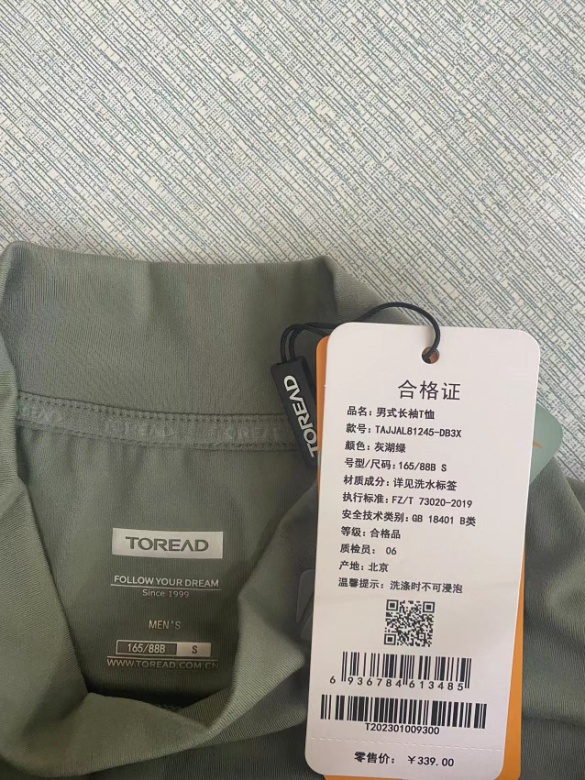 TOREAD
合格证
品名：男式长袖T恤
款号：TAJJAL81245-DB3X
颜色：灰湖绿
号型/尺码：165/88B S
材质成分：详见洗水标签
执行标准：FZ/T 73020-2019
安全技术类别：GB 18401 B类
等级：合格品
质检员： 06
产地：北京
温馨提示：洗涤时不可浸泡
6 936784 613485
T202301009300
零售价： ￥339.00
TOREAD
FOLLOW YOUR DREAM
Since 1999
MEN'S
165/88B S
WWW.TOREAD.COM.CN